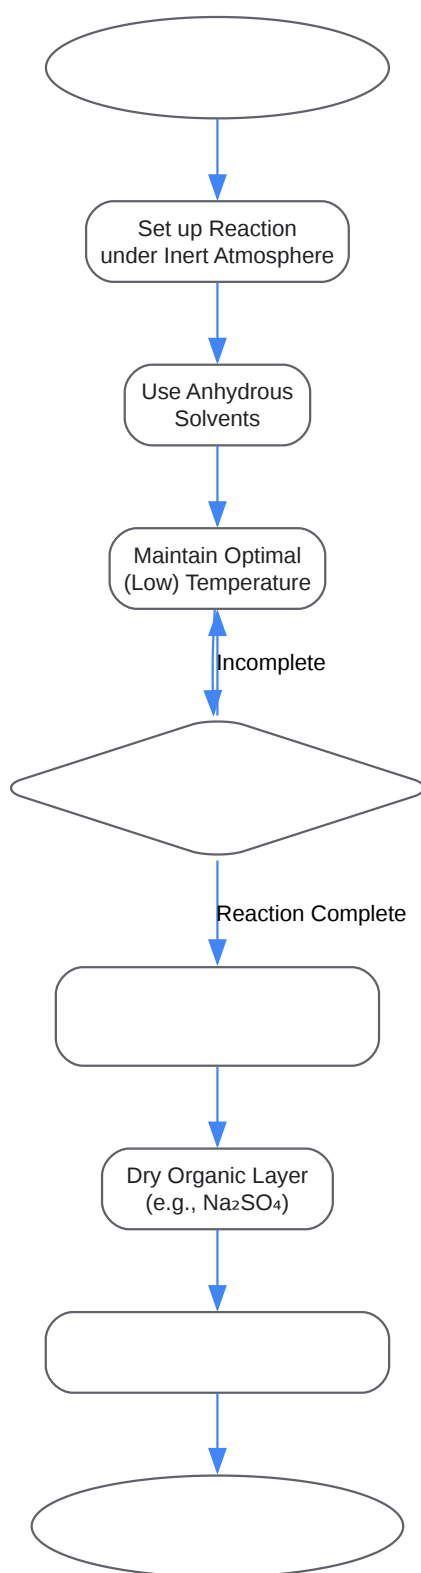 Set up Reaction
under Inert Atmosphere
Use Anhydrous
Solvents
Maintain Optimal
(Low) Temperature
Incomplete
Reaction Complete
Dry Organic Layer
(e.g., Na₂SO₄)